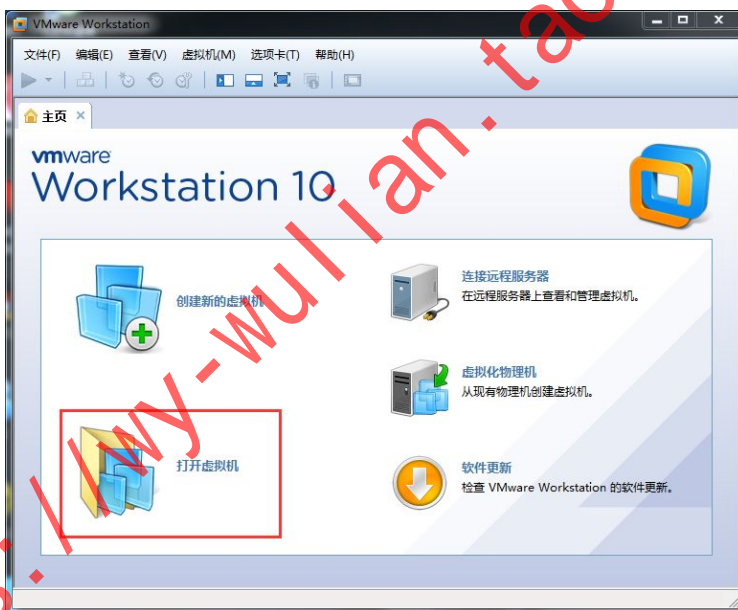 VMware Workstation
文件(F) 编辑(E) 查看(V) 虚拟机(M) 选项卡(T) 帮助(H)
主页
vmware
Workstation 10
创建新的虚拟机
连接远程服务器
在远程服务器上查看和管理虚拟机。
虚拟化物理机
从现有物理机创建虚拟机。
打开虚拟机
软件更新
检查 VMware Workstation 的软件更新。
://wy-wulian.tao